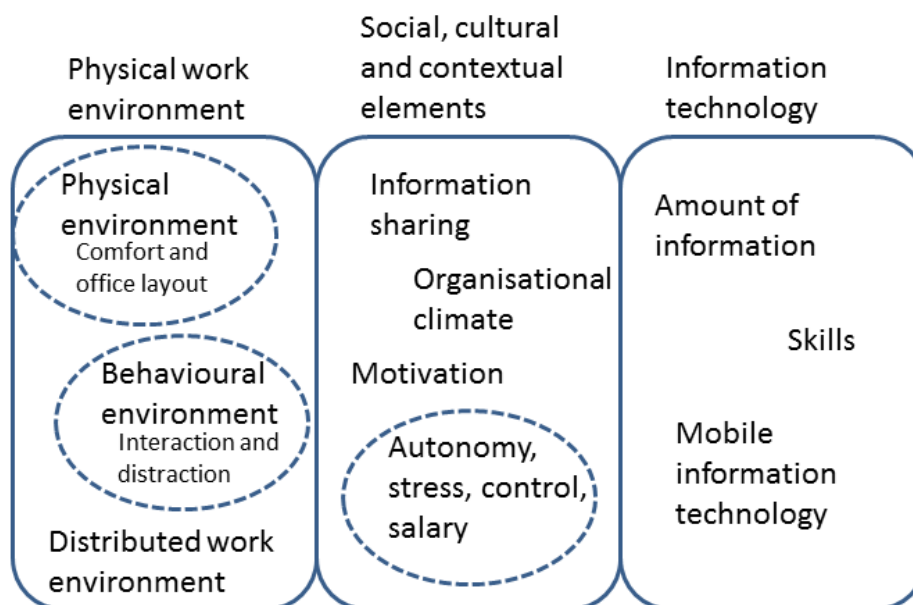 Physical work
environment
Social, cultural
and contextual
elements
Information
technology
Physical
environment
Comfort and
office layout
Behavioural
environment
Interaction and
distraction
Distributed work
environment
Information
sharing
Organisational
climate
Motivation
Autonomy,
stress, control,
salary
Amount of
information
Skills
Mobile
information
technology